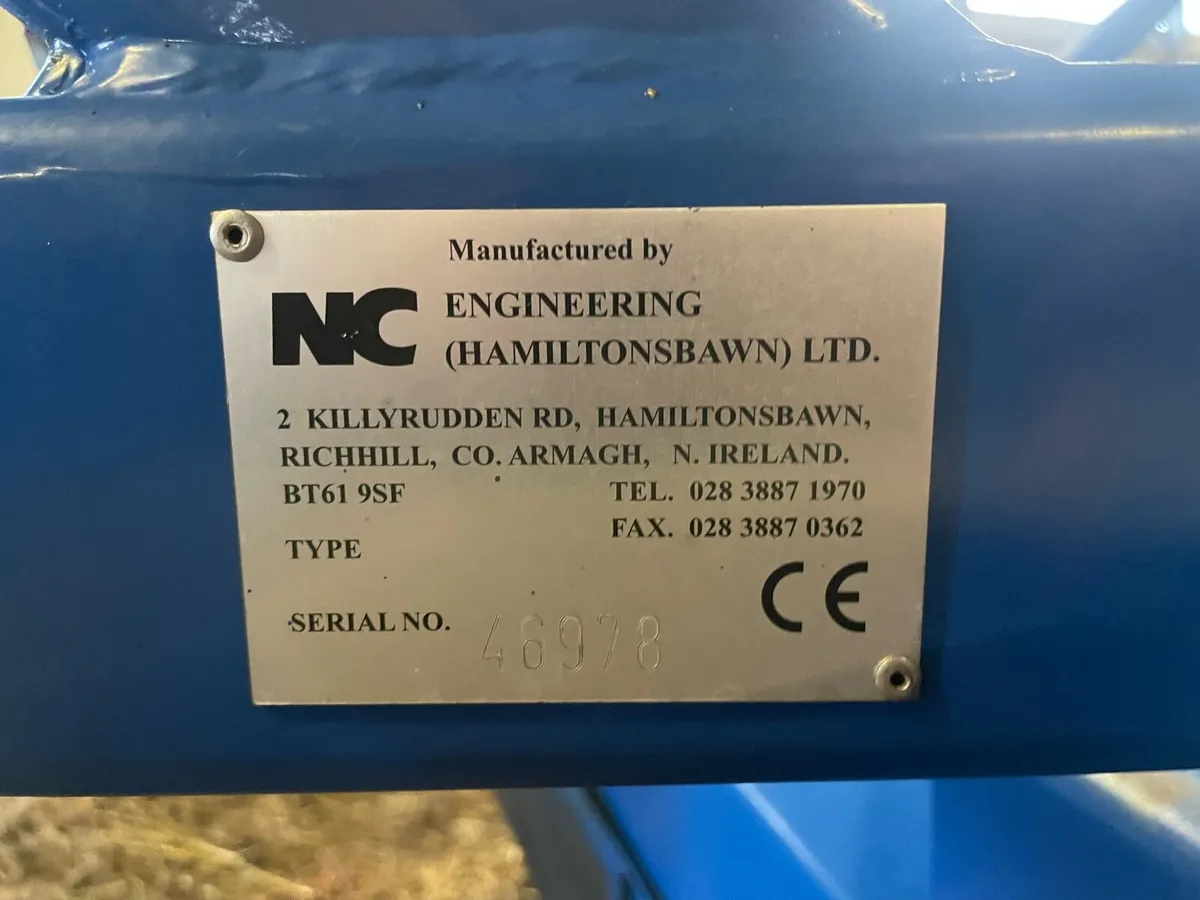 Manufactured by
NC ENGINEERING
(HAMILTONSBAWN) LTD.
2 KILLYRUDDEN RD, HAMILTONSBAWN,
RICHHILL, CO. ARMAGH, N. IRELAND.
BT61 9SF TEL. 028 3887 1970
FAX. 028 3887 0362
TYPE
CE
SERIAL NO. 46978